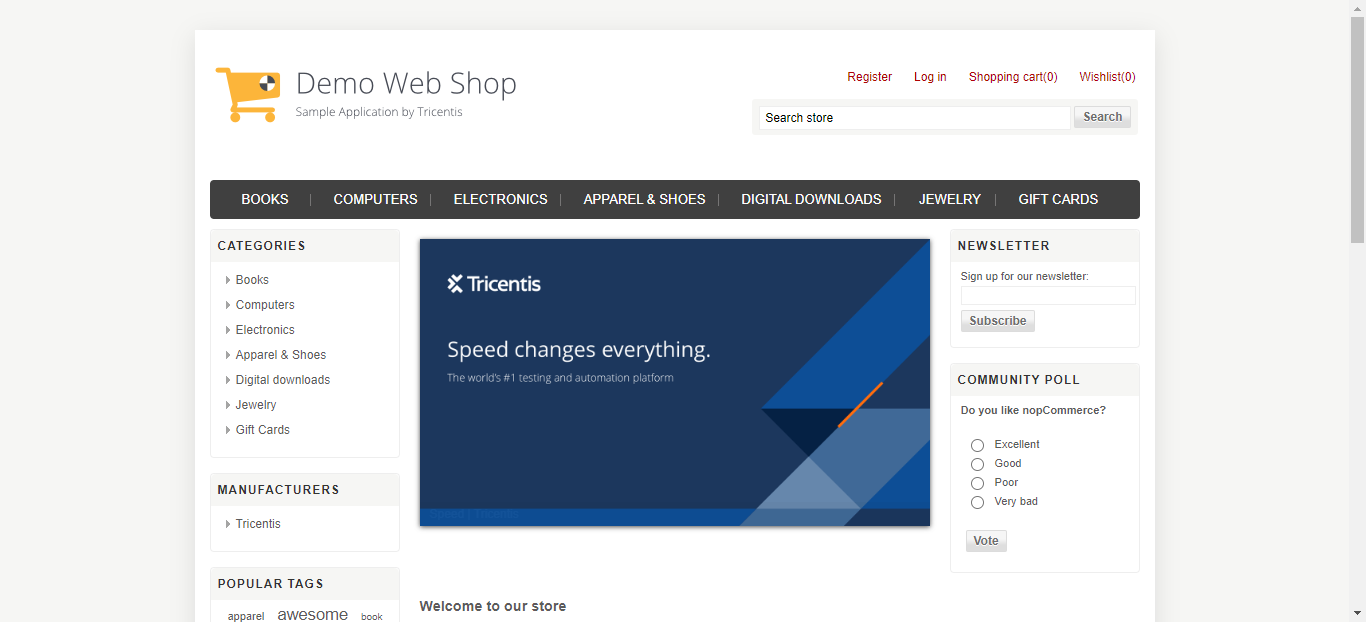 Demo Web Shop
Sample Application by Tricentis
Register Log in Shopping cart(0) Wishlist(0)
Search store Search
BOOKS COMPUTERS ELECTRONICS APPAREL & SHOES DIGITAL DOWNLOADS JEWELRY GIFT CARDS
CATEGORIES
Books
Computers
Electronics
Apparel & Shoes
Digital downloads
Jewelry
Gift Cards
MANUFACTURERS
Tricentis
POPULAR TAGS
apparel awesome book
Tricentis
Speed changes everything.
The world's #1 testing and automation platform
Welcome to our store
NEWSLETTER
Sign up for our newsletter:
Subscribe
COMMUNITY POLL
Do you like nopCommerce?
Excellent
Good
Poor
Very bad
Vote